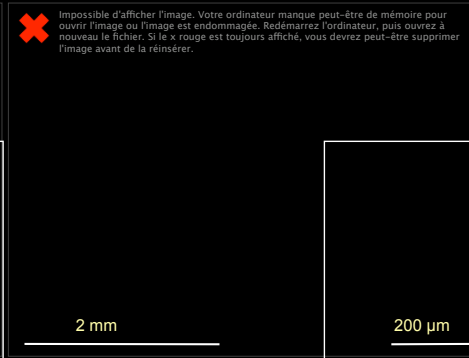 Impossible d'afficher l'image. Votre ordinateur manque peut-être de mémoire pour
ouvrir l'image ou l'image est endommagée. Redémarrez l'ordinateur, puis ouvrez à
nouveau le fichier. Si le x rouge est toujours affiché, vous devrez peut-être supprimer
l'image avant de la réinsérer.
2 mm
200 µm